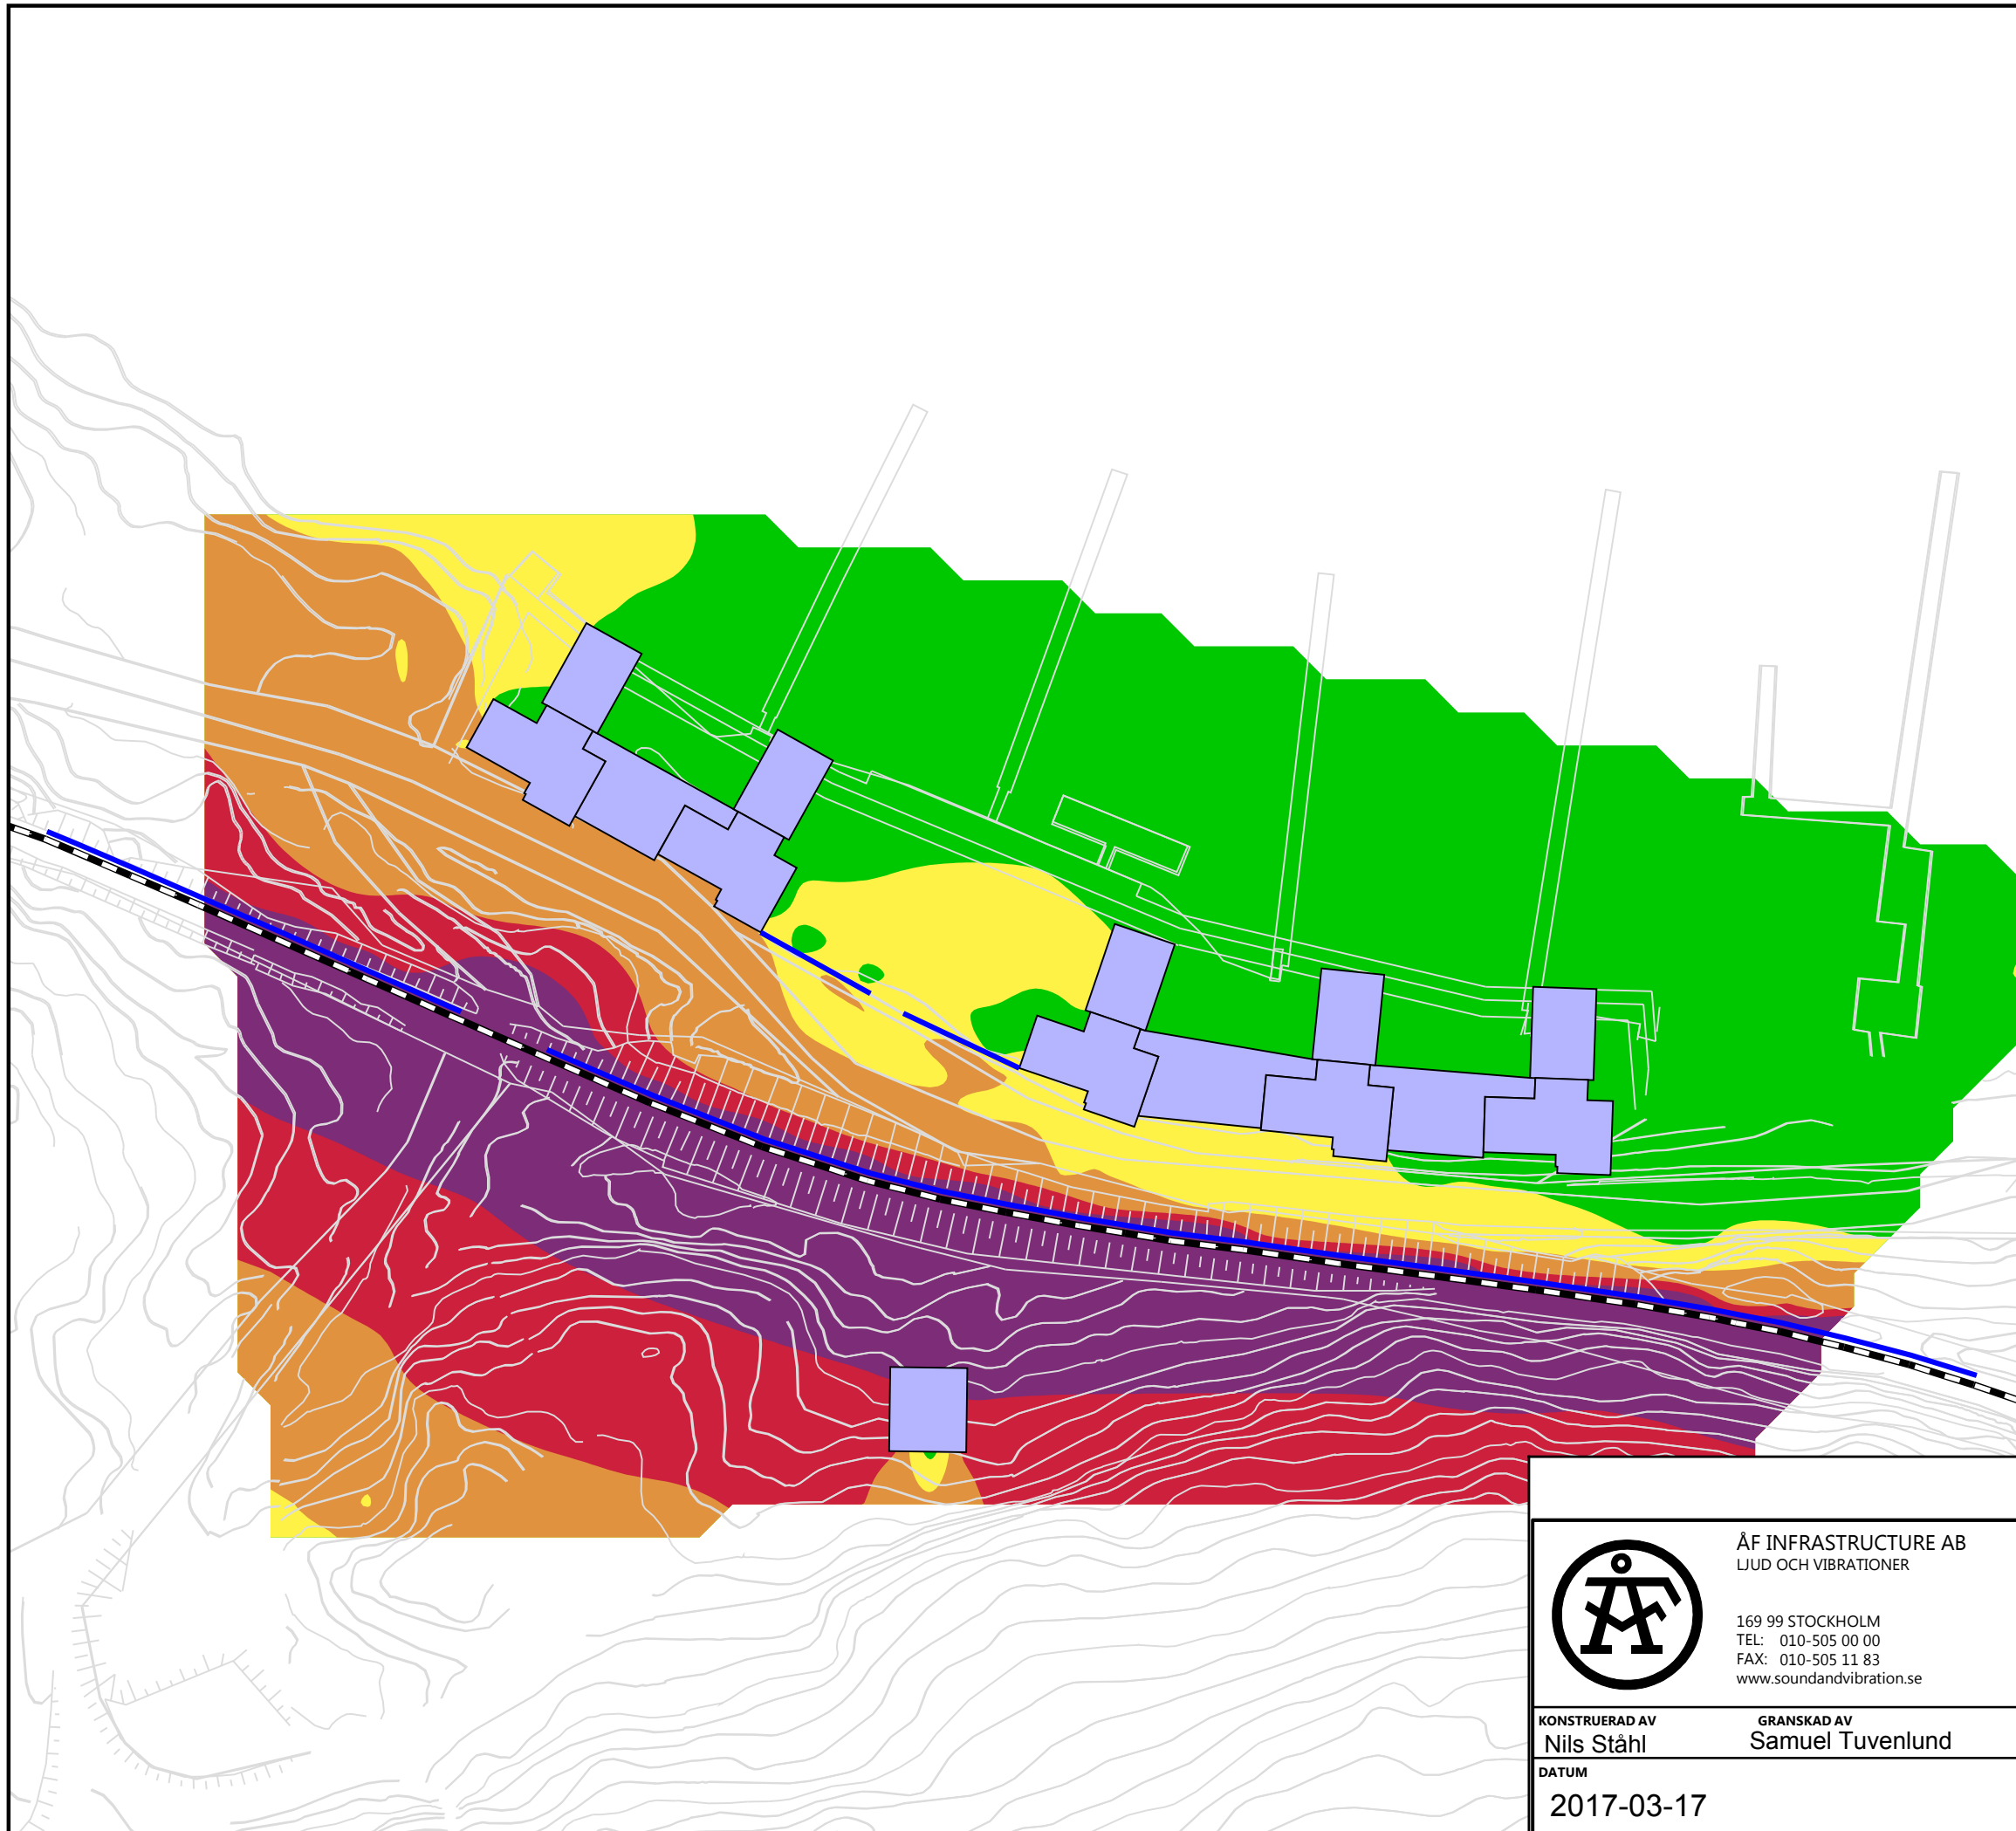 ÅF INFRASTRUCTURE AB
LJUD OCH VIBRATIONER
169 99 STOCKHOLM
TEL: 010-505 00 00
FAX: 010-505 11 83
www.soundandvibration.se
KONSTRUERAD AV GRANSKAD AV
Nils Ståhl Samuel Tuvenlund
DATUM
2017-03-17